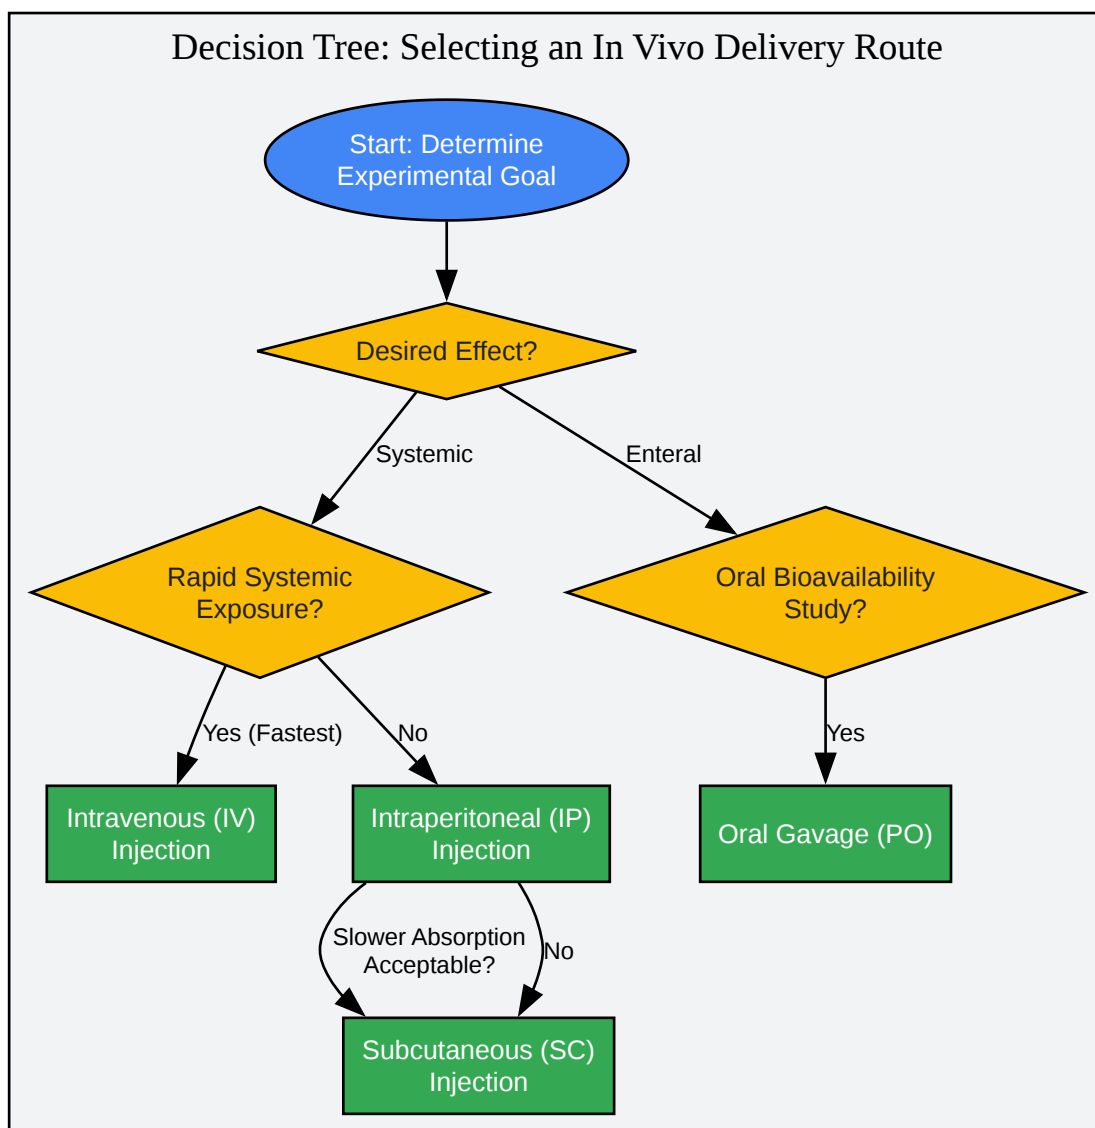 Decision Tree: Selecting an In Vivo Delivery Route
Start: Determine
Experimental Goal
Desired Effect?
Systemic
Enteral
Rapid Systemic
Exposure?
Oral Bioavailability
Study?
Yes (Fastest)
No
Yes
Intravenous (IV)
Injection
Intraperitoneal (IP)
Injection
Oral Gavage (PO)
Slower Absorption
Acceptable?
No
Subcutaneous (SC)
Injection